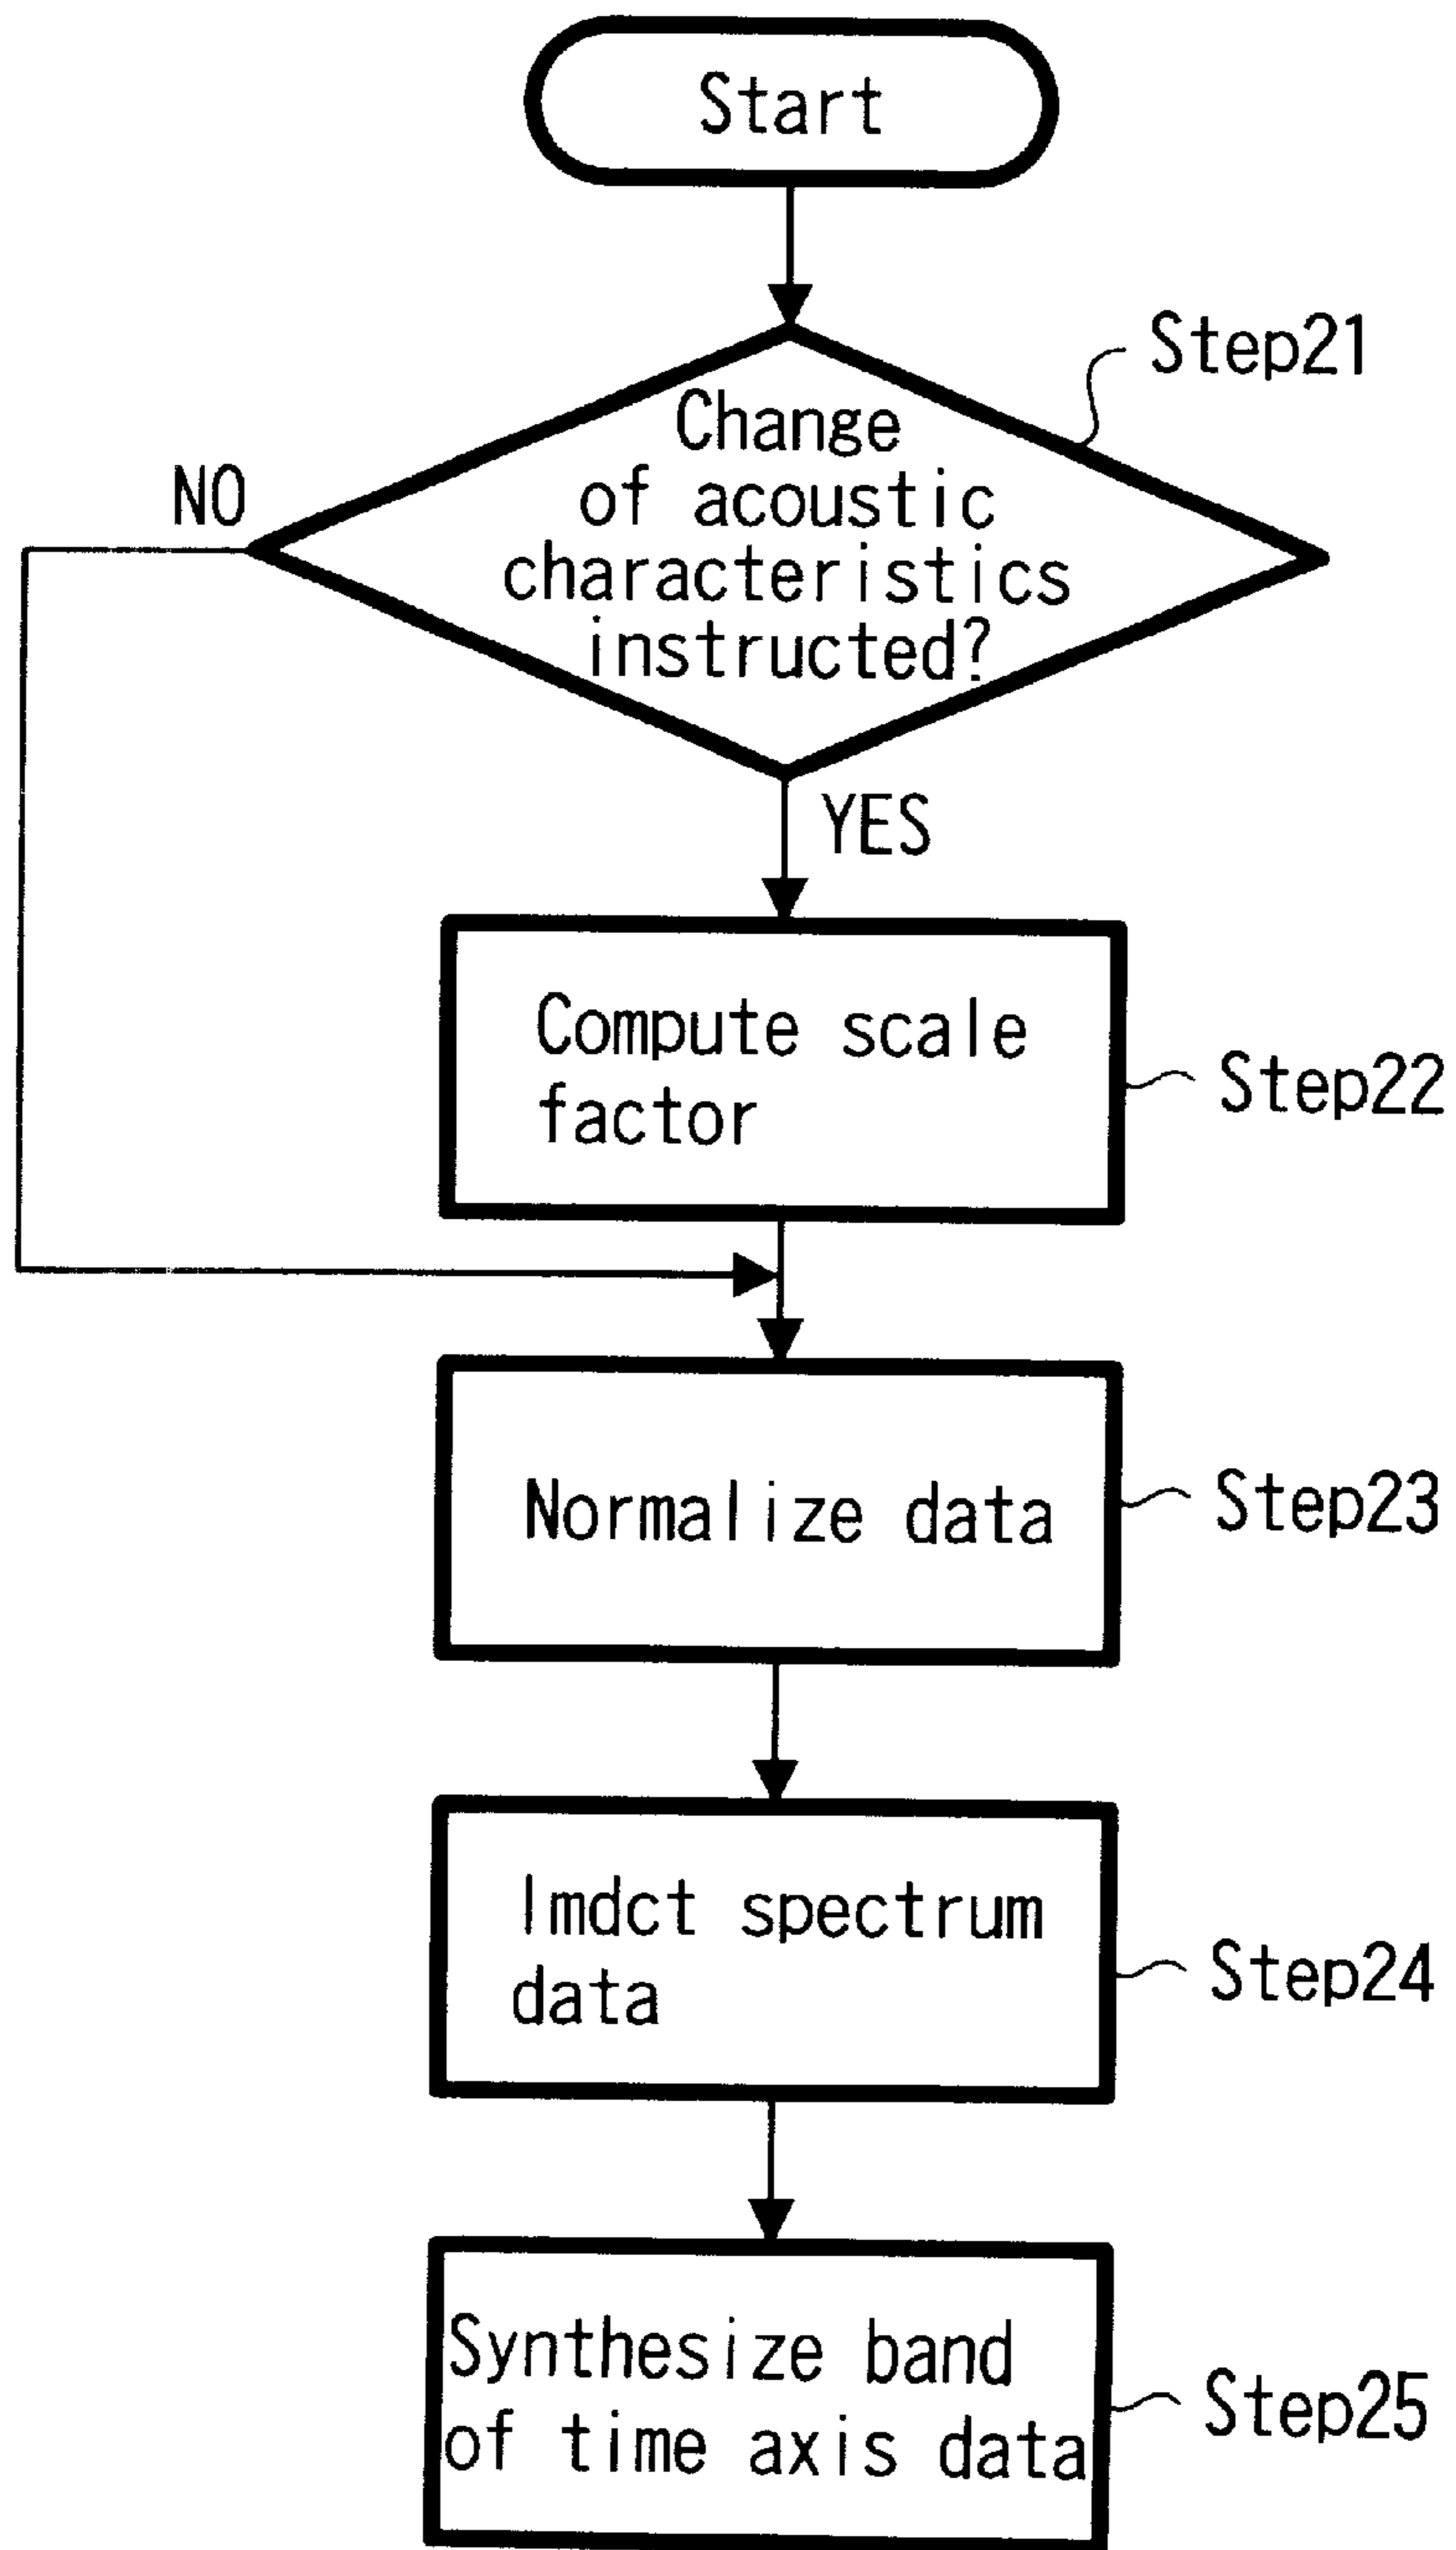 Start
Step21
Change
of acoustic
characteristics
instructed?
NO
YES
Compute scale
factor
Step22
Normalize data
Step23
Imdct spectrum
data
Step24
Synthesize band
of time axis data
Step25